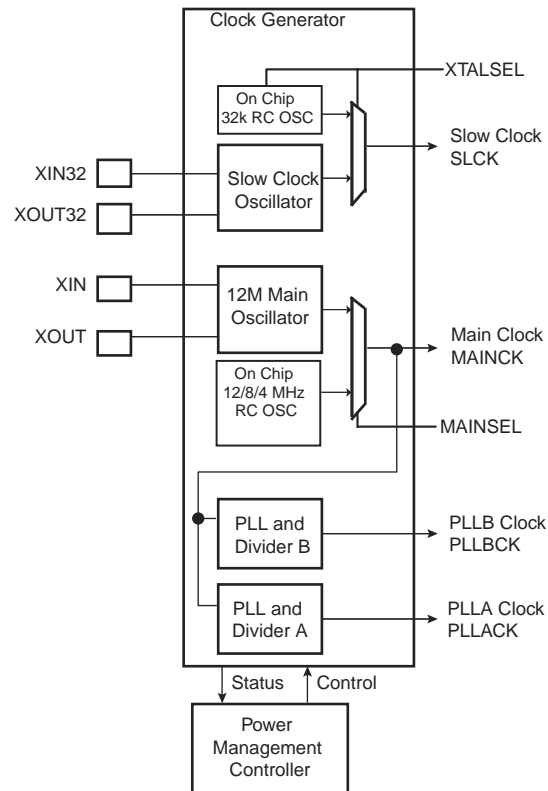 Clock Generator
XTALSEL
On Chip
32k RC OSC
Slow Clock
SLCK
XIN32
Slow Clock
Oscillator
XOUT32
XIN
12M Main
Oscillator
XOUT
Main Clock
MAINCK
On Chip
12/8/4 MHz
RC OSC
MAINSEL
PLL and
Divider B
PLLB Clock
PLLBCK
PLL and
Divider A
PLLA Clock
PLLACK
Status
Control
Power
Management
Controller